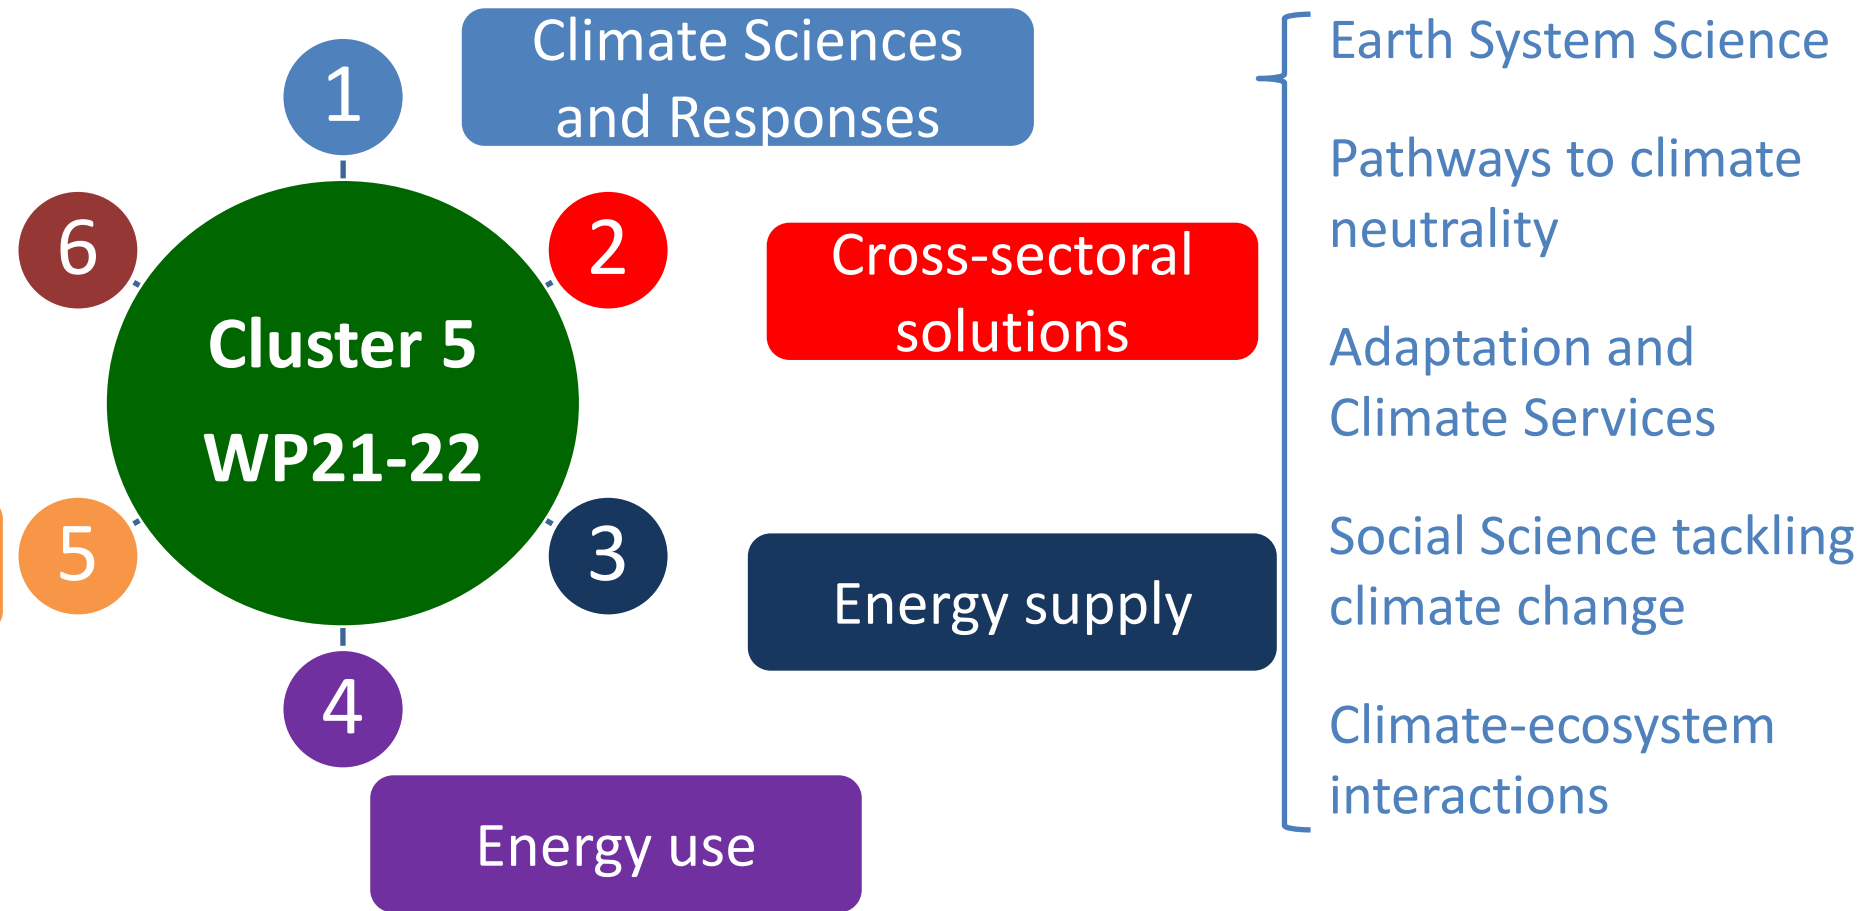 1
Climate Sciences
and Responses
6
2
Cross-sectoral
solutions
Cluster 5
WP21-22
5
3
Energy supply
4
Energy use
Earth System Science
Pathways to climate
neutrality
Adaptation and
Climate Services
Social Science tackling
climate change
Climate-ecosystem
interactions